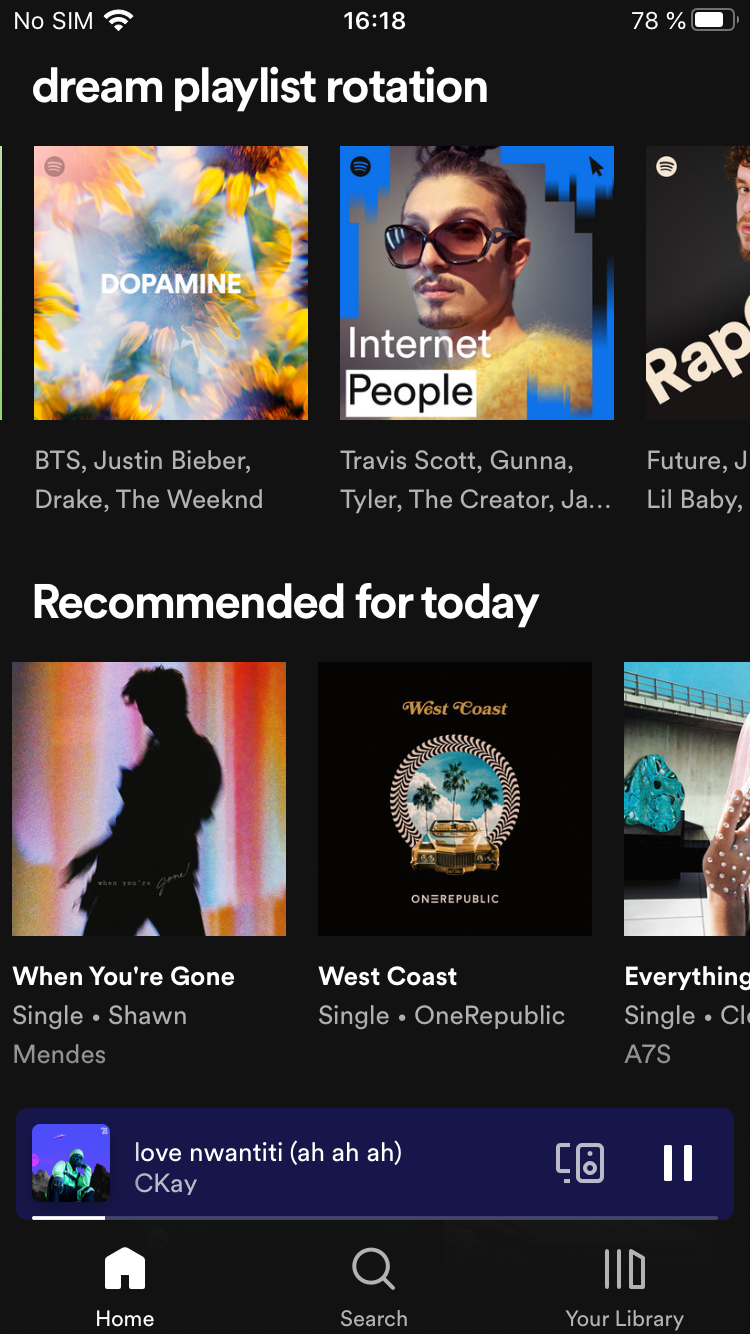 No SIM 16:18 78 %
dream playlist rotation
DOPAMINE
Internet
People
Rap
BTS, Justin Bieber,
Drake, The Weeknd
Travis Scott, Gunna,
Tyler, The Creator, Ja...
Future, J
Lil Baby,
Recommended for today
when you're gone
West Coast
ONEREPUBLIC
When You're Gone
Single • Shawn
Mendes
West Coast
Single • OneRepublic
Everything
Single • Clo
A7S
love nwantiti (ah ah ah)
CKay
Home
Search
Your Library